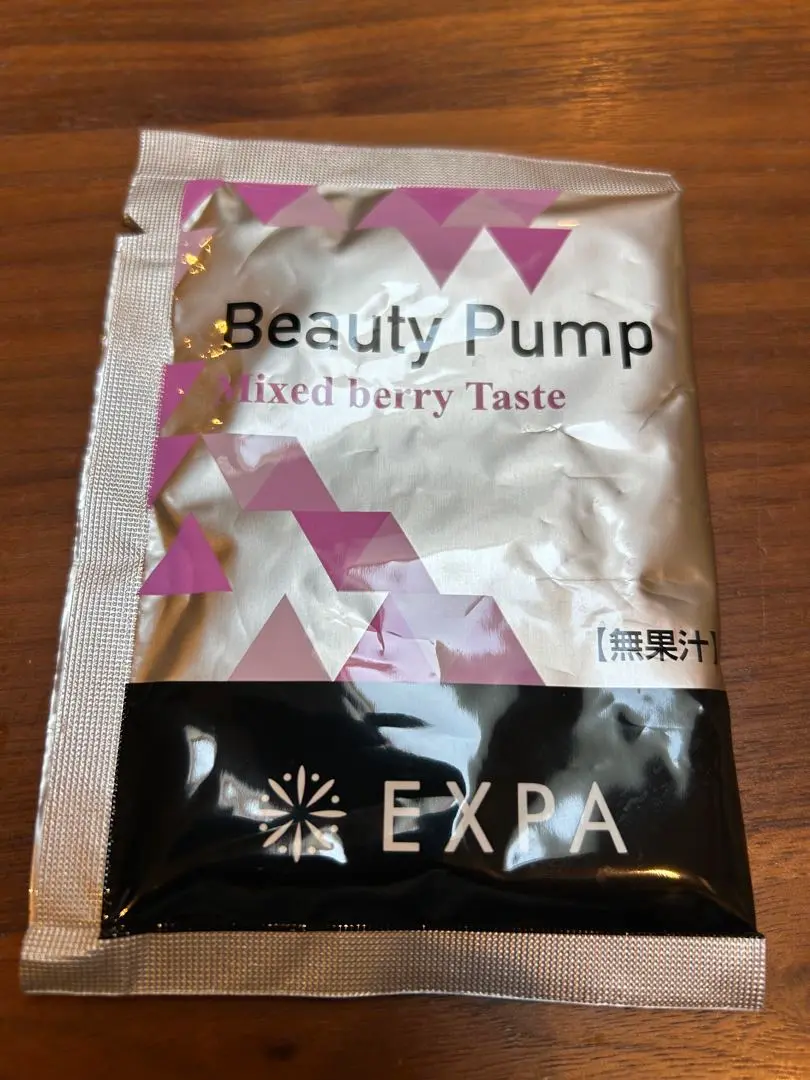 Beauty Pump
Mixed berry Taste
【無果汁】
EXPA